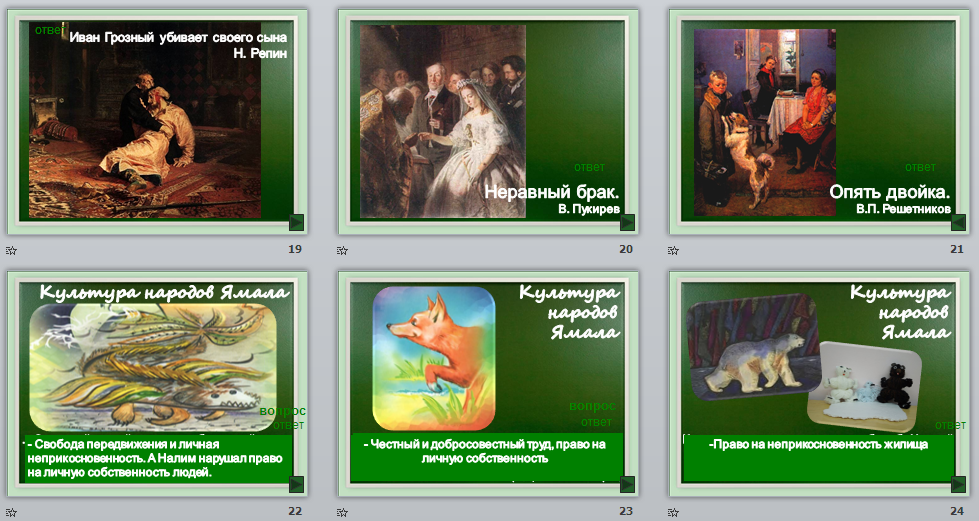 ответ
Иван Грозный убивает своего сына
Н. Репин
19
ответ
Неравный брак.
В. Пукирев
20
ответ
Опять двойка.
В.П. Решетников
21
Культура народов Ямала
вопрос
ответ
- Свобода передвижения и личная
неприкосновенность. А Налим нарушал право
на личную собственность людей.
22
Культура
народов
Ямала
вопрос
ответ
- Честный и добросовестный труд, право на
личную собственность
23
Культура
народов
Ямала
ответ
-Право на неприкосновенность жилища
24